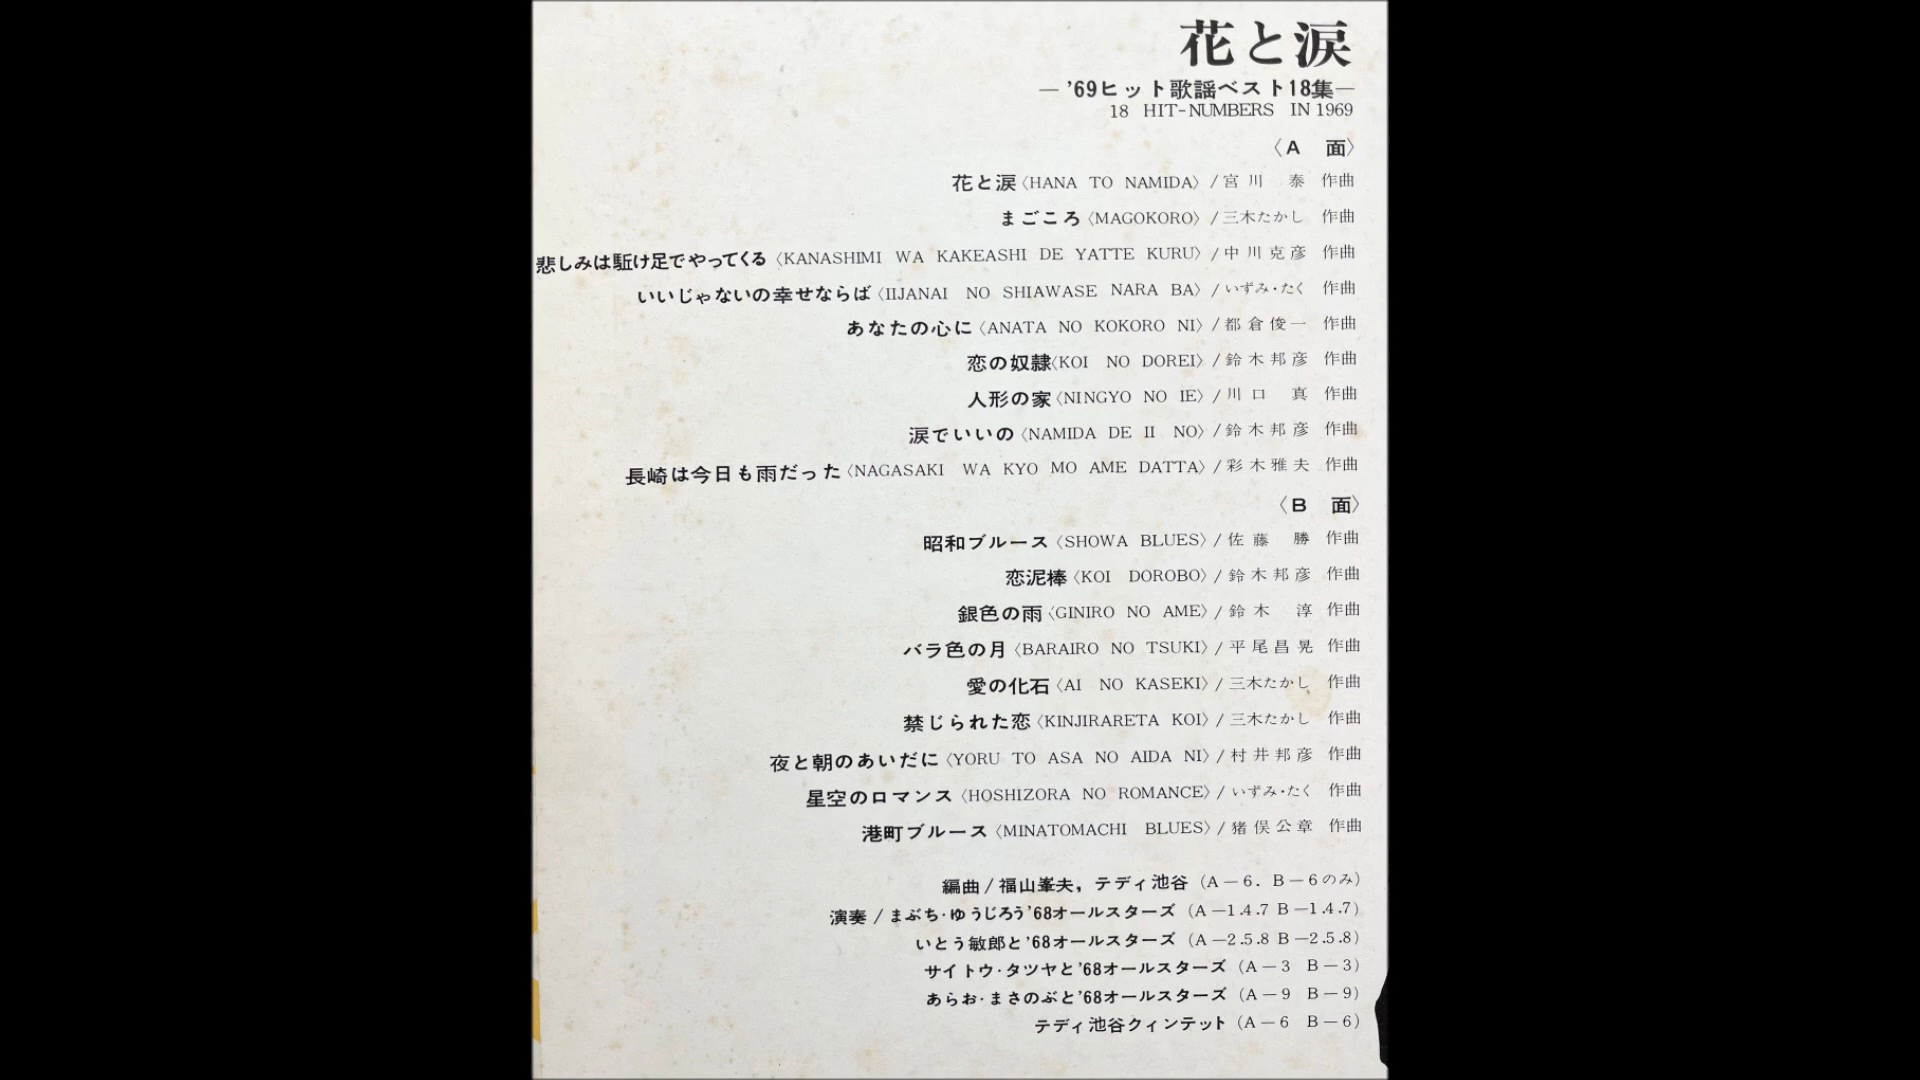 花と涙
—'69ヒット歌謡ベスト18集—
18 HIT-NUMBERS IN 1969
〈A 面〉
花と涙〈HANA TO NAMIDA〉/宮川 泰 作曲
まごころ〈MAGOKORO〉/三木たかし 作曲
悲しみは駈け足でやってくる〈KANASHIMI WA KAKEASHI DE YATTE KURU〉/中川克彦 作曲
いいじゃないの幸せならば〈IIJANAI NO SHIAWASE NARA BA〉/いずみ・たく 作曲
あなたの心に〈ANATA NO KOKORO NI〉/都倉俊一 作曲
恋の奴隷〈KOI NO DOREI〉/鈴木邦彦 作曲
人形の家〈NINGYO NO IE〉/川口 真 作曲
涙でいいの〈NAMIDA DE II NO〉/鈴木邦彦 作曲
長崎は今日も雨だった〈NAGASAKI WA KYO MO AME DATTA〉/彩木雅夫 作曲
〈B 面〉
昭和ブルース〈SHOWA BLUES〉/佐藤 勝 作曲
恋泥棒〈KOI DOROBO〉/鈴木邦彦 作曲
銀色の雨〈GINIRO NO AME〉/鈴木 淳 作曲
バラ色の月〈BARAIRO NO TSUKI〉/平尾昌晃 作曲
愛の化石〈AI NO KASEKI〉/三木たかし 作曲
禁じられた恋〈KINJIRARETA KOI〉/三木たかし 作曲
夜と朝のあいだに〈YORU TO ASA NO AIDA NI〉/村井邦彦 作曲
星空のロマンス〈HOSHIZORA NO ROMANCE〉/いずみ・たく 作曲
港町ブルース〈MINATOMACHI BLUES〉/猪俣公章 作曲
編曲/福山峯夫，テディ池谷（A－6．B－6のみ）
演奏/まぶち・ゆうじろう'68オールスターズ（A－1.4.7 B－1.4.7）
いとう敏郎と'68オールスターズ（A－2.5.8 B－2.5.8）
サイトウ・タツヤと'68オールスターズ（A－3 B－3）
あらお・まさのぶと'68オールスターズ（A－9 B－9）
テディ池谷クィンテット（A－6 B－6）